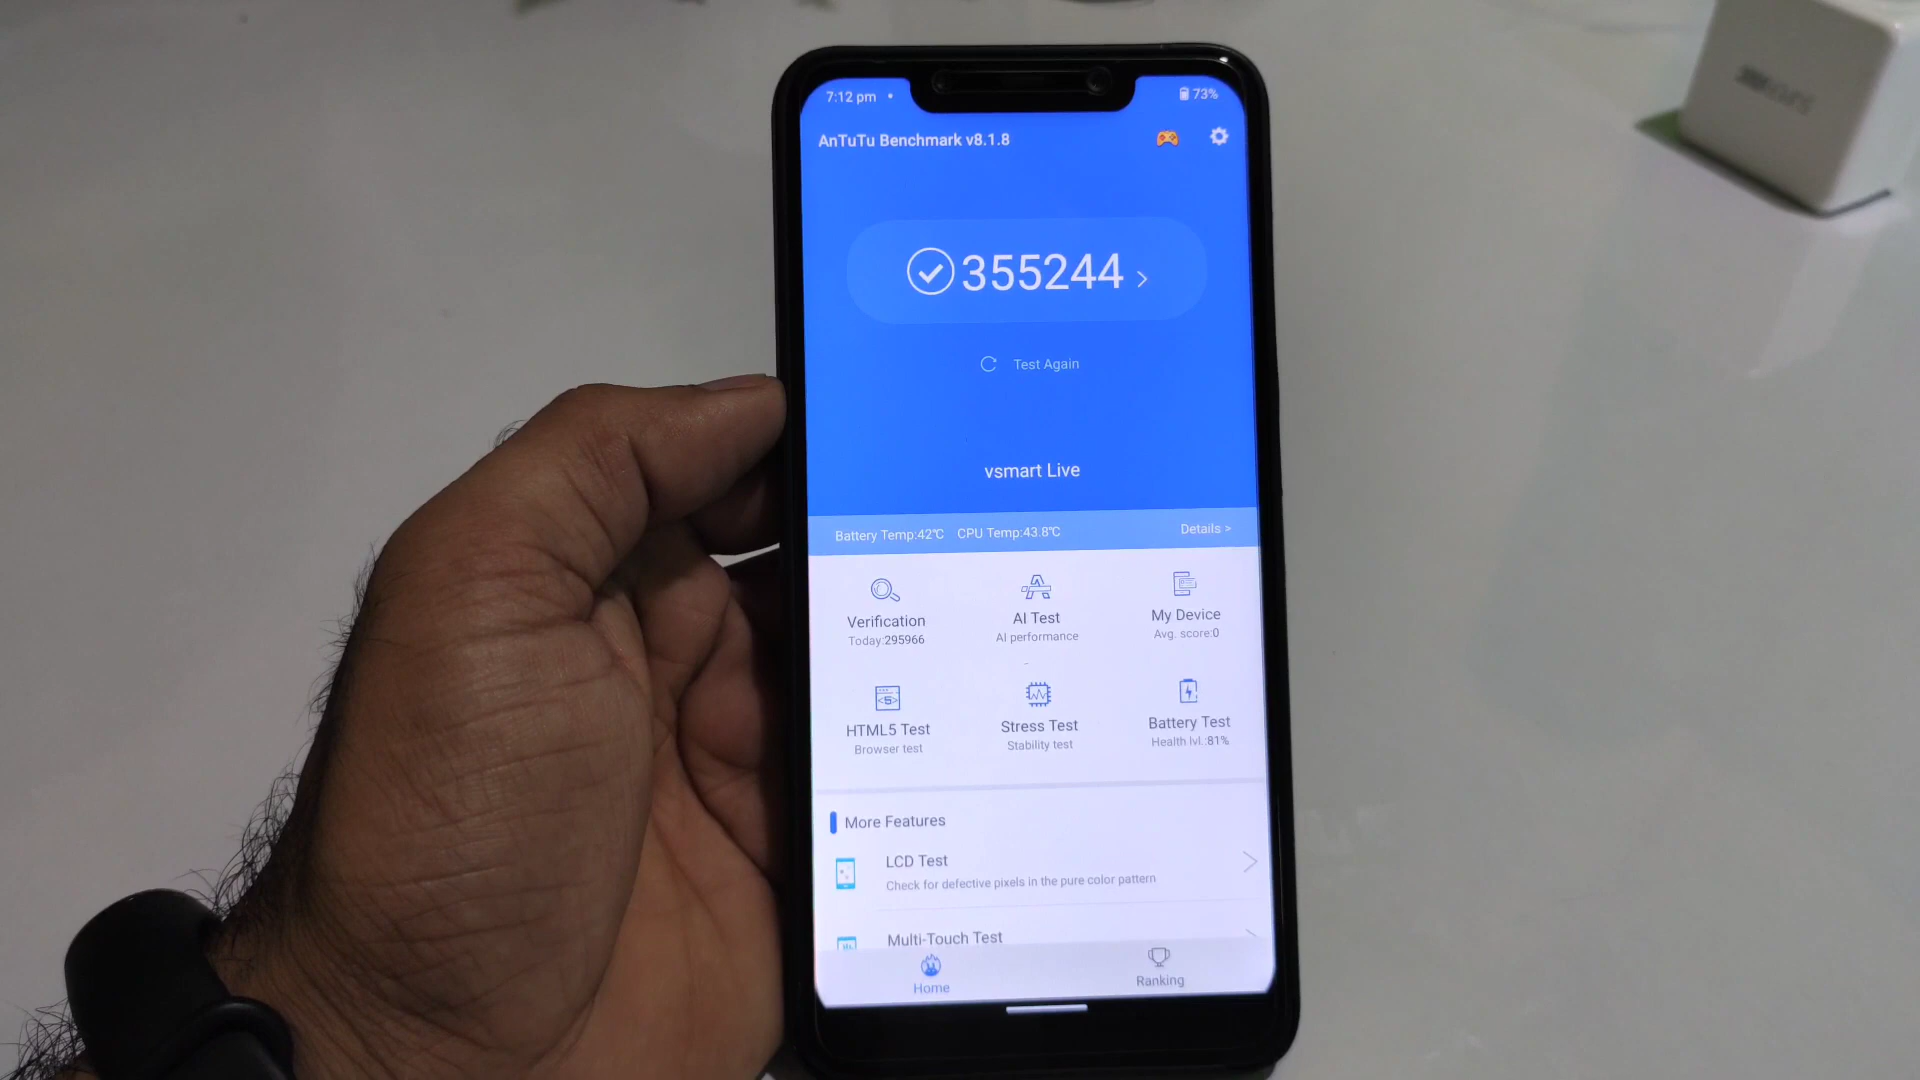 7:12 pm
73%
AnTuTu Benchmark v8.1.8
355244 >
Test Again
vsmart Live
Battery Temp:42℃ CPU Temp:43.8℃ Details >
Verification AI Test My Device
Today:295966 AI performance Avg. score:0
HTML5 Test Stress Test Battery Test
Browser test Stability test Health lvl.:81%
More Features
LCD Test
Check for defective pixels in the pure color pattern
Multi-Touch Test
Home Ranking